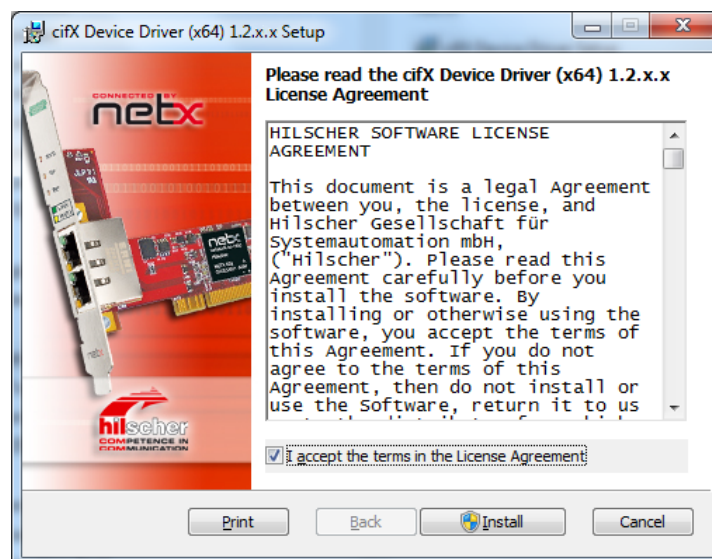 cifX Device Driver (x64) 1.2.x.x Setup
CONNECTED BY
netx
netx
netx
hilscher
COMPETENCE IN
COMMUNICATION
Please read the cifX Device Driver (x64) 1.2.x.x
License Agreement
HILSCHER SOFTWARE LICENSE
AGREEMENT
This document is a legal Agreement
between you, the license, and
Hilscher Gesellschaft für
Systemautomation mbH,
("Hilscher"). Please read this
Agreement carefully before you
install the software. By
installing or otherwise using the
software, you accept the terms of
this Agreement. If you do not
agree to the terms of this
Agreement, then do not install or
use the Software, return it to us
I accept the terms in the License Agreement
Print
Back
Install
Cancel